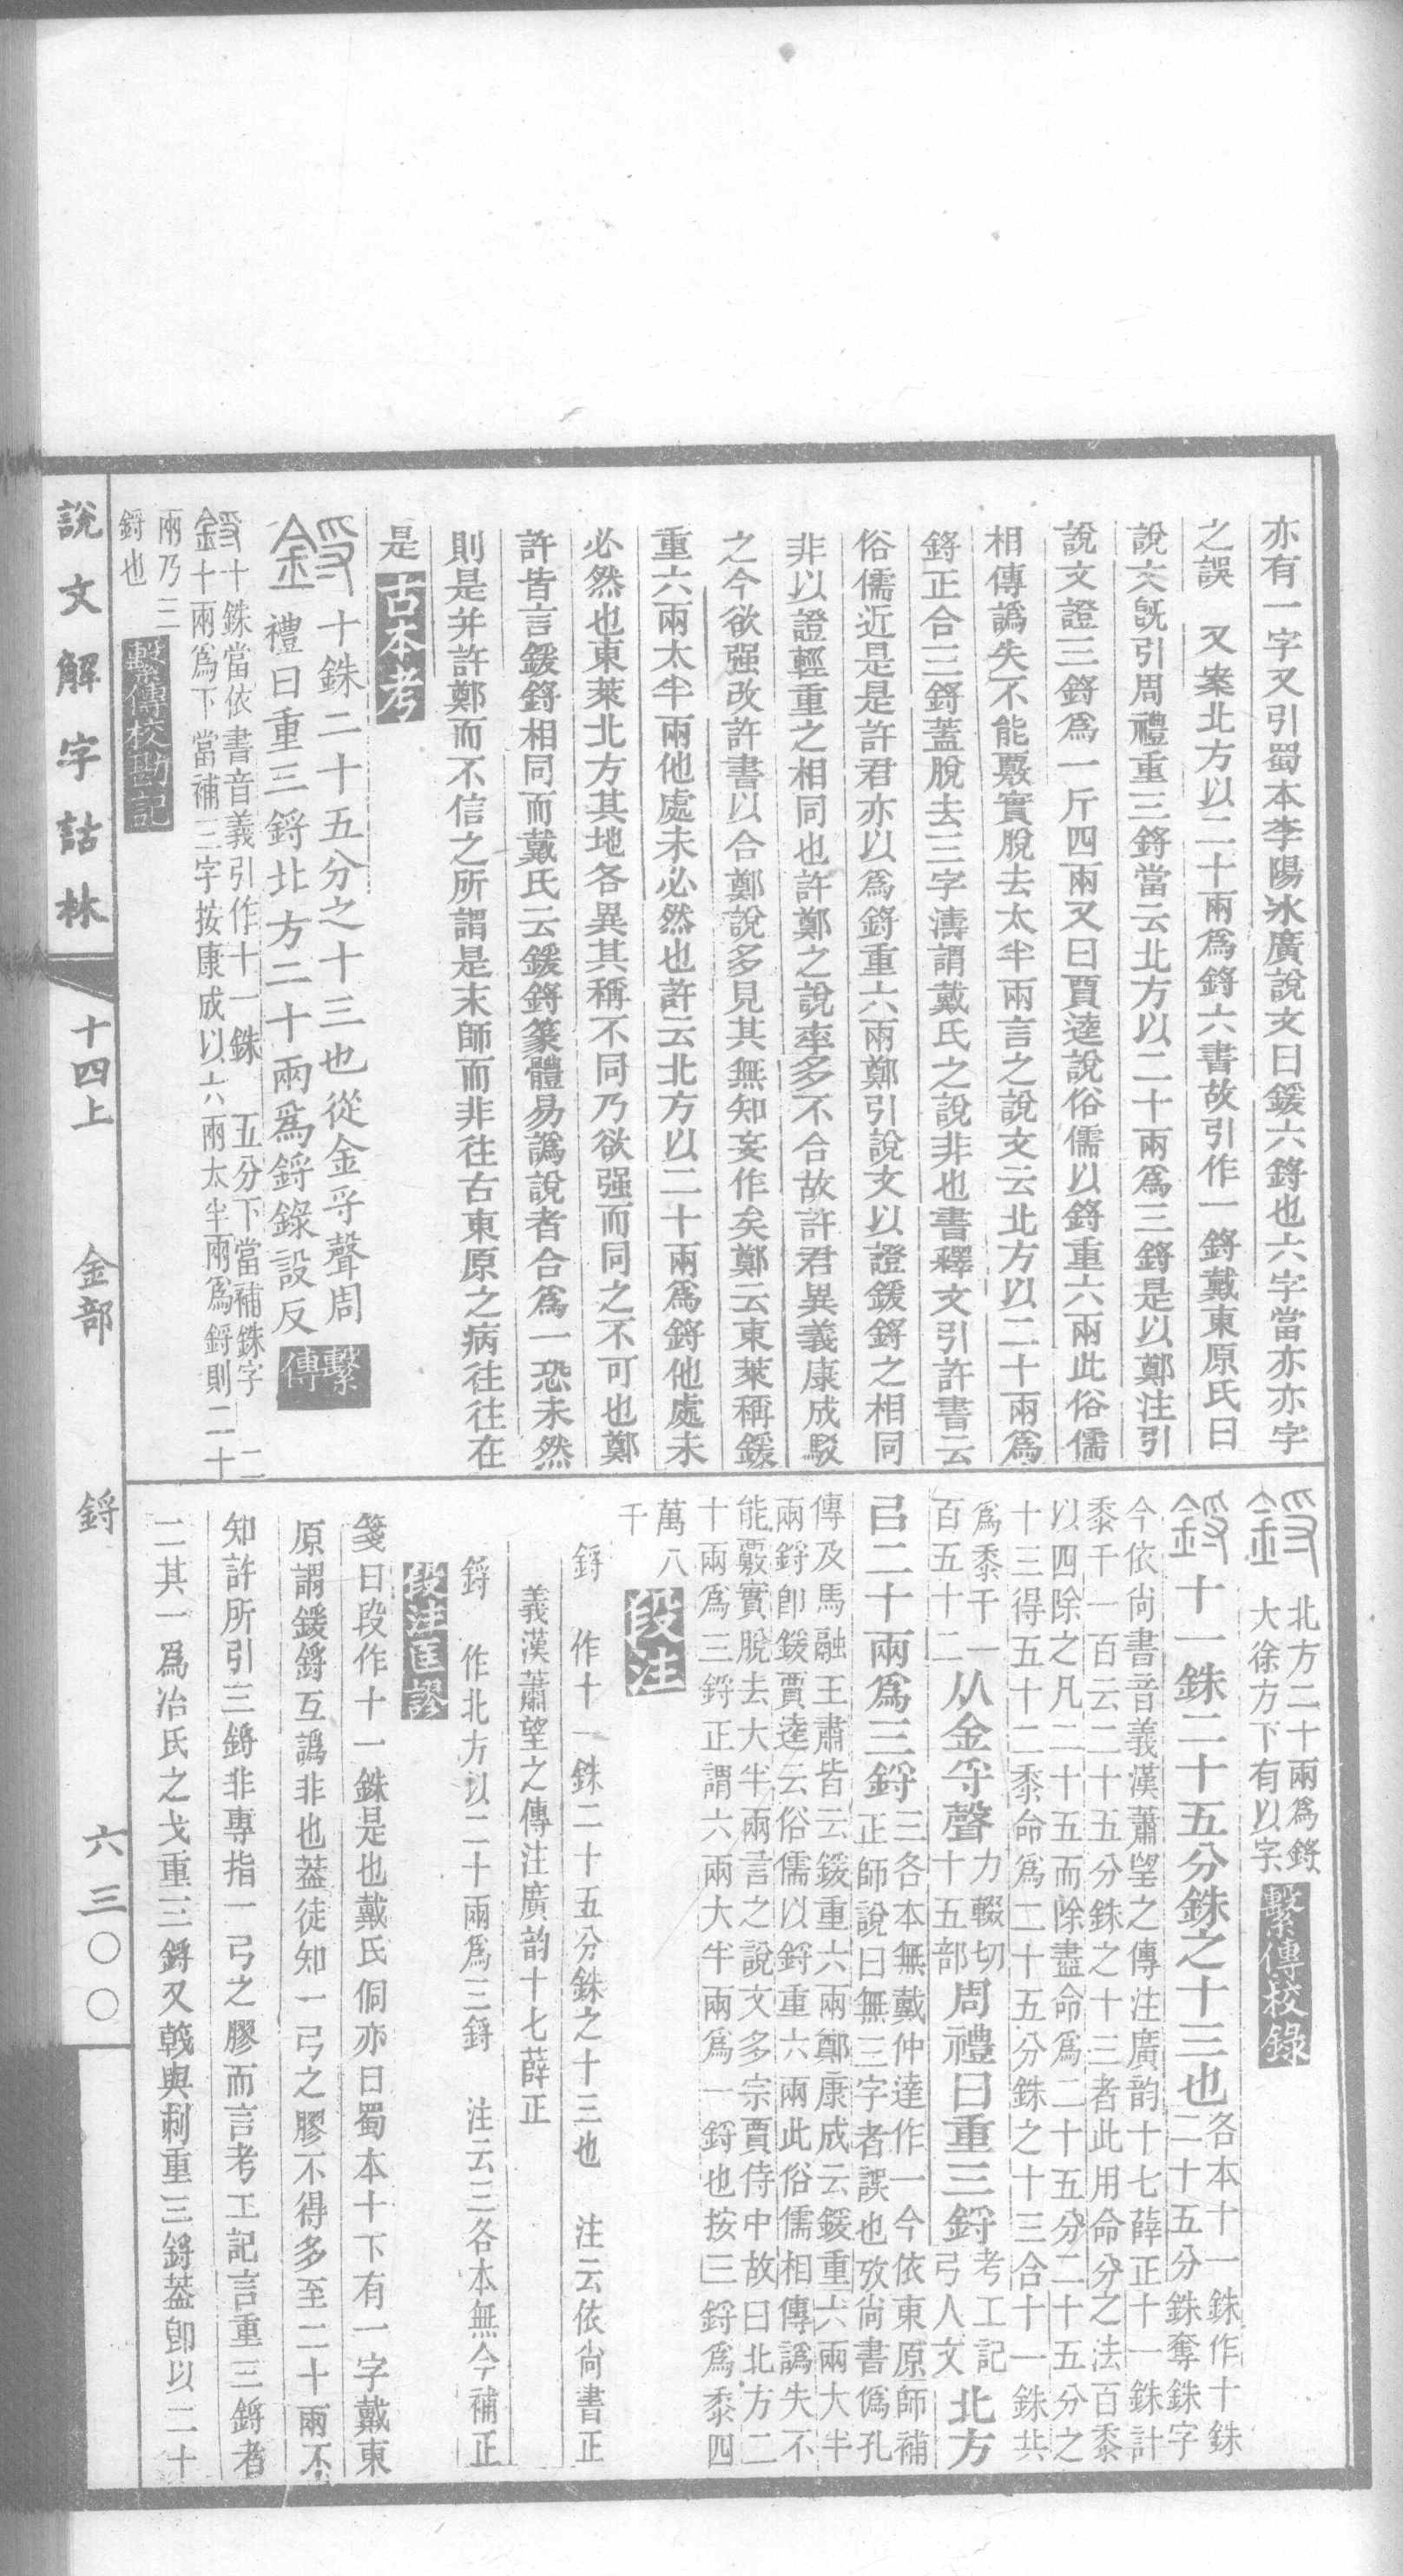 亦有一字又引蜀本李陽冰廣說文曰鍰六鋝也六字當亦亦字
之誤　又案北方以二十兩爲鋝六書故引作一鋝戴東原氏曰
說文旣引周禮重三鋝當云北方以二十兩爲三鋝是以鄭注引
說文證三鋝爲一斤四兩又曰賈逵說俗儒以鋝重六兩此俗儒
相傳譌失不能覈實脫去太半兩言之說文云北方以二十兩爲
鋝正合三鋝蓋脫去三字濤謂戴氏之說非也書釋文引許書云
俗儒近是是許君亦以爲鋝重六兩鄭引說文以證鍰鋝之相同
非以證輕重之相同也許鄭之說率多不合故許君異義康成駁
之今欲强改許書以合鄭說多見其無知妄作矣鄭云東萊稱鍰
重六兩太半兩他處未必然也許云北方以二十兩爲鋝他處未
必然也東萊北方其地各異其稱不同乃欲强而同之不可也鄭
許皆言鍰鋝相同而戴氏云鍰鋝篆體易譌說者合爲一恐未然
則是幷許鄭而不信之所謂是末師而非往古東原之病往往在
是　古本考
鋝　十銖二十五分之十三也從金寽聲周
禮曰重三鋝北方二十兩爲鋝錄設反　繫傳
鋝　十銖當依書音義引作十一銖　五分下當補銖字　二
十兩爲下當補三字按康成以六兩太半兩爲鋝則二十
兩乃三
鋝也　繫傳校勘記
鋝　北方二十兩爲鋝
大徐方下有以字　繫傳校錄
鋝　十一銖二十五分銖之十三也
各本十一銖作十銖
二十五分銖奪銖字
今依尙書音義漢蕭望之傳注廣韵十七薛正十一銖計
黍千一百云二十五分銖之十三者此用命分之法百黍
以四除之凡二十五而除盡命爲二十五分二十五分之
十三得五十二黍命爲二十五分銖之十三合十一銖共
爲黍千一
百五十二
从金寽聲
力輟切
十五部
周禮曰重三鋝
考工記
弓人文
北方
㠯二十兩爲三鋝
三各本無戴仲達作一今依東原師補
正師說曰無三字者誤也攷尙書僞孔
傳及馬融王肅皆云鍰重六兩鄭康成云鍰重六兩大半
兩鋝卽鍰賈逵云俗儒以鋝重六兩此俗儒相傳譌失不
能覈實脫去大半兩言之說文多宗賈侍中故曰北方二
十兩爲三鋝正謂六兩大半兩爲一鋝也按三鋝爲黍四
萬八
千
段注
鋝　作十一銖二十五分銖之十三也　注云依尙書正
義漢蕭望之傳注廣韵十七薛正
鋝　作北方以二十兩爲三鋝　注云三各本無今補正
段注匡謬
箋曰段作十一銖是也戴氏侗亦曰蜀本十下有一字戴東
原謂鍰鋝互譌非也葢徒知一弓之膠不得多至二十兩不
知許所引三鋝非專指一弓之膠而言考工記言重三鋝者
二其一爲冶氏之戈重三鋝又戟與刺重三鋝葢卽以二十
說文解字詁林　十四上　金部　鋝　六三〇〇